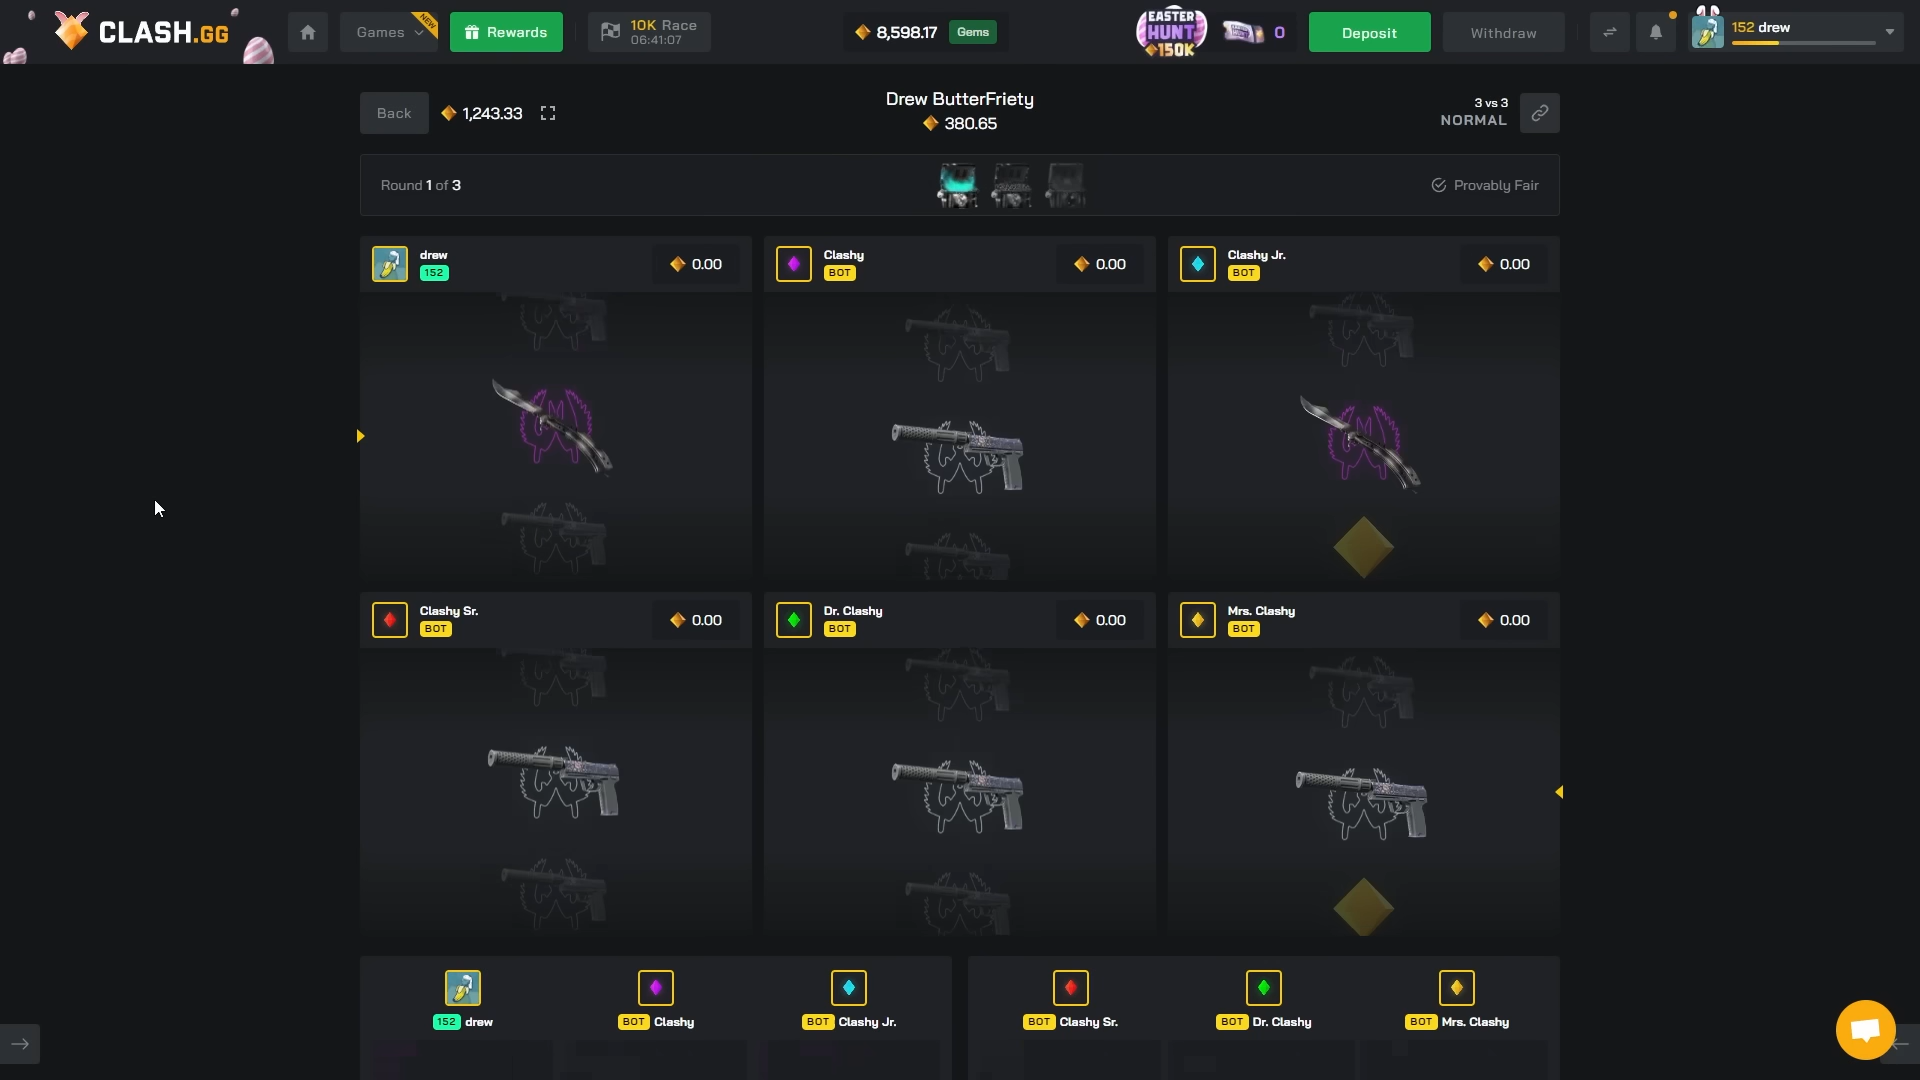 CLASH.GG
Games
NEW
Rewards
10K Race
06:41:07
8,598.17
Gems
EASTER
HUNT
150K
0
Deposit
Withdraw
152 drew
Back
1,243.33
Drew ButterFriety
380.65
3 vs 3
NORMAL
Round 1 of 3
Provably Fair
drew
152
0.00
Clashy
BOT
0.00
Clashy Jr.
BOT
0.00
Clashy Sr.
BOT
0.00
Dr. Clashy
BOT
0.00
Mrs. Clashy
BOT
0.00
152 drew
BOT Clashy
BOT Clashy Jr.
BOT Clashy Sr.
BOT Dr. Clashy
BOT Mrs. Clashy